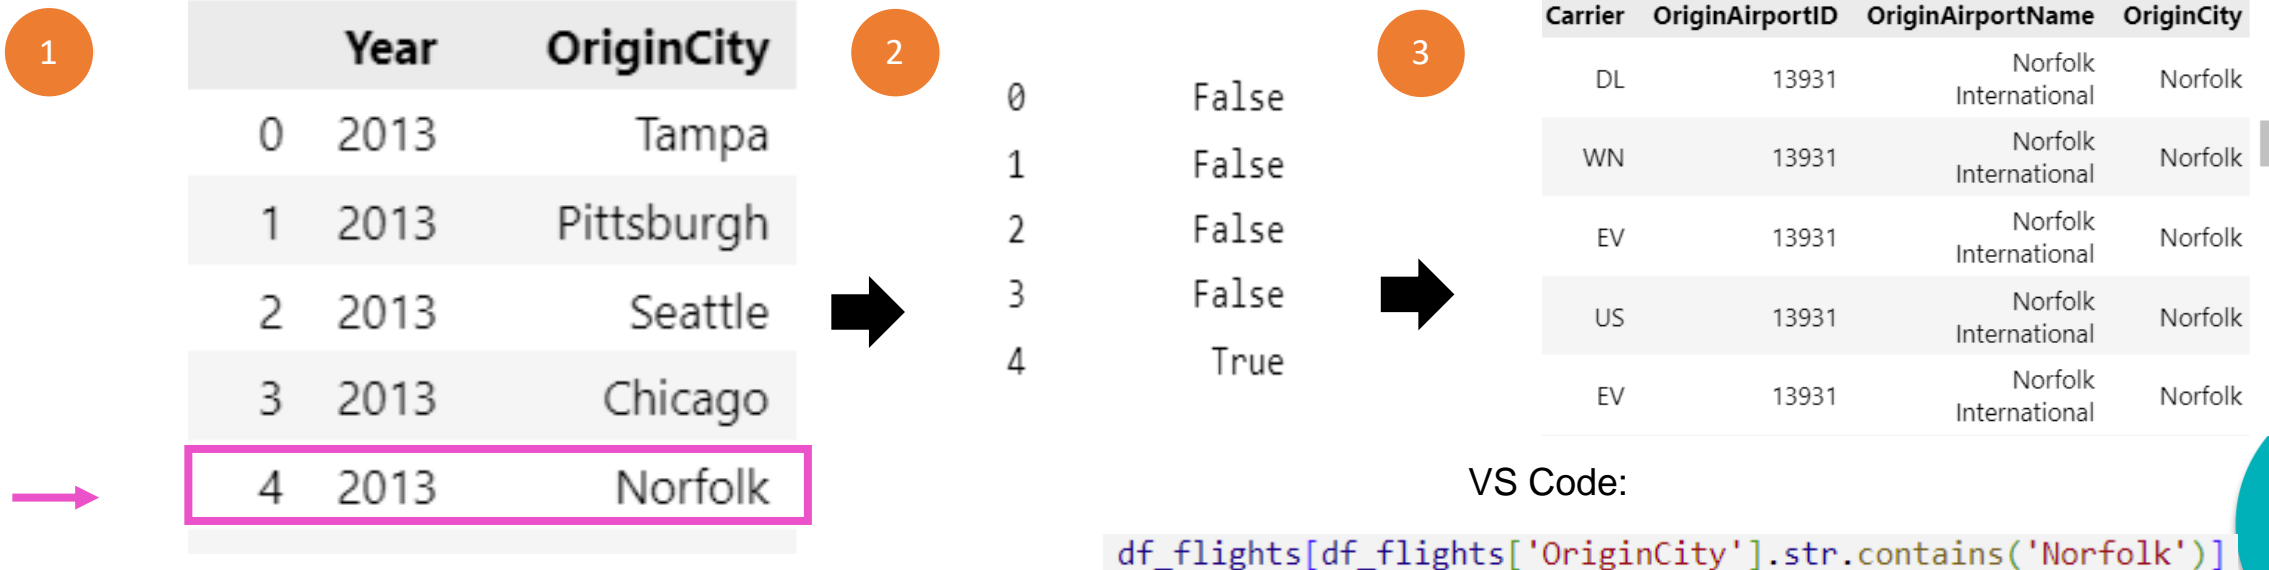 1
Year OriginCity
0 2013 Tampa
1 2013 Pittsburgh
2 2013 Seattle
3 2013 Chicago
4 2013 Norfolk
2
0 False
1 False
2 False
3 False
4 True
3
Carrier OriginAirportID OriginAirportName OriginCity
DL 13931 Norfolk International Norfolk
WN 13931 Norfolk International Norfolk
EV 13931 Norfolk International Norfolk
US 13931 Norfolk International Norfolk
EV 13931 Norfolk International Norfolk
VS Code:
df_flights[df_flights['OriginCity'].str.contains('Norfolk')]